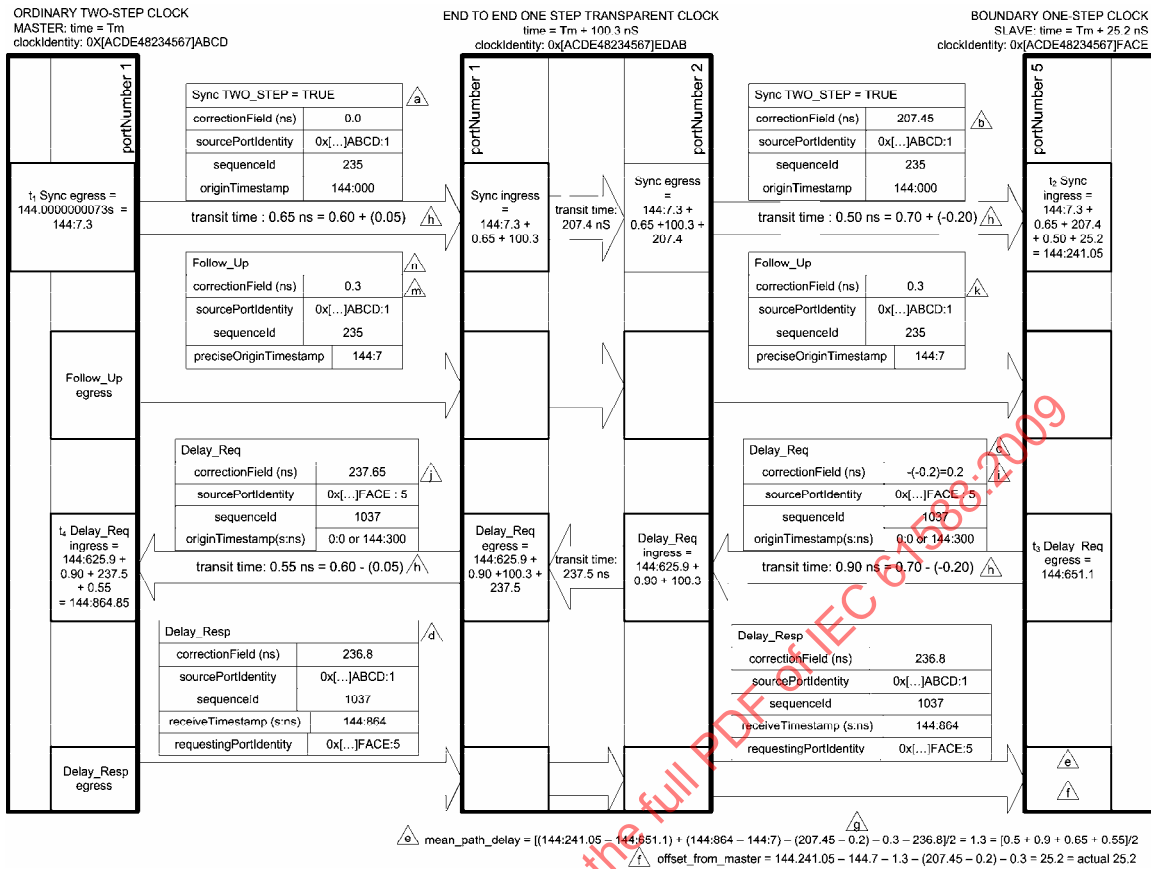 ORDINARY TWO-STEP CLOCK
MASTER: time = Tm
clockIdentity: 0X[ACDE48234567]ABCD
END TO END ONE STEP TRANSPARENT CLOCK
time = Tm + 100.3 nS
clockIdentity: 0x[ACDE48234567]EDAB
BOUNDARY ONE-STEP CLOCK
SLAVE: time = Tm + 25.2 nS
clockIdentity: 0x[ACDE48234567]FACE
portNumber 1
portNumber 1
portNumber 2
portNumber 5
Sync TWO_STEP = TRUE
a
correctionField (ns) 0.0
sourcePortIdentity 0x[...]ABCD:1
sequenceId 235
originTimestamp 144:000
Sync TWO_STEP = TRUE
b
correctionField (ns) 207.45
sourcePortIdentity 0x[...]ABCD:1
sequenceId 235
originTimestamp 144:000
t1 Sync egress =
144.0000000073s =
144:7.3
transit time : 0.65 ns = 0.60 + (0.05) h
Sync ingress
=
144:7.3 +
0.65 + 100.3
transit time:
207.4 nS
Sync egress
=
144:7.3 +
0.65 +100.3 +
207.4
transit time : 0.50 ns = 0.70 + (-0.20) h
t2 Sync
ingress =
144:7.3 +
0.65 + 207.4
+ 0.50 + 25.2
= 144:241.05
Follow_Up
n
correctionField (ns) 0.3
m
sourcePortIdentity 0x[...]ABCD:1
sequenceId 235
preciseOriginTimestamp 144:7
Follow_Up
correctionField (ns) 0.3
k
sourcePortIdentity 0x[...]ABCD:1
sequenceId 235
preciseOriginTimestamp 144:7
Follow_Up
egress
Delay_Req
correctionField (ns) 237.65
j
sourcePortIdentity 0x[...]FACE : 5
sequenceId 1037
originTimestamp(s:ns) 0:0 or 144:300
Delay_Req
c
correctionField (ns) -(-0.2)=0.2
i
sourcePortIdentity 0x[...]FACE : 5
sequenceId 1037
originTimestamp(s:ns) 0:0 or 144:300
t4 Delay_Req
ingress =
144:625.9 +
0.90 + 237.5
+ 0.55
= 144:864.85
transit time: 0.55 ns = 0.60 - (0.05) h
Delay_Req
egress =
144:625.9 +
0.90 +100.3 +
237.5
transit time:
237.5 ns
Delay_Req
ingress =
144:625.9 +
0.90 + 100.3
transit time: 0.90 ns = 0.70 - (-0.20) h
t3 Delay_Req
egress =
144:651.1
Delay_Resp
d
correctionField (ns) 236.8
sourcePortIdentity 0x[...]ABCD:1
sequenceId 1037
receiveTimestamp (s:ns) 144:864
requestingPortIdentity 0x[...]FACE:5
Delay_Resp
correctionField (ns) 236.8
sourcePortIdentity 0x[...]ABCD:1
sequenceId 1037
receiveTimestamp (s:ns) 144:864
requestingPortIdentity 0x[...]FACE:5
Delay_Resp
egress
e
f
g
e mean_path_delay = [(144:241.05 – 144:651.1) + (144:864 – 144:7) – (207.45 – 0.2) – 0.3 – 236.8]/2 = 1.3 = [0.5 + 0.9 + 0.65 + 0.55]/2
f offset_from_master = 144.241.05 – 144.7 – 1.3 – (207.45 – 0.2) – 0.3 = 25.2 = actual 25.2
the full PDF of IEC 61588:2009